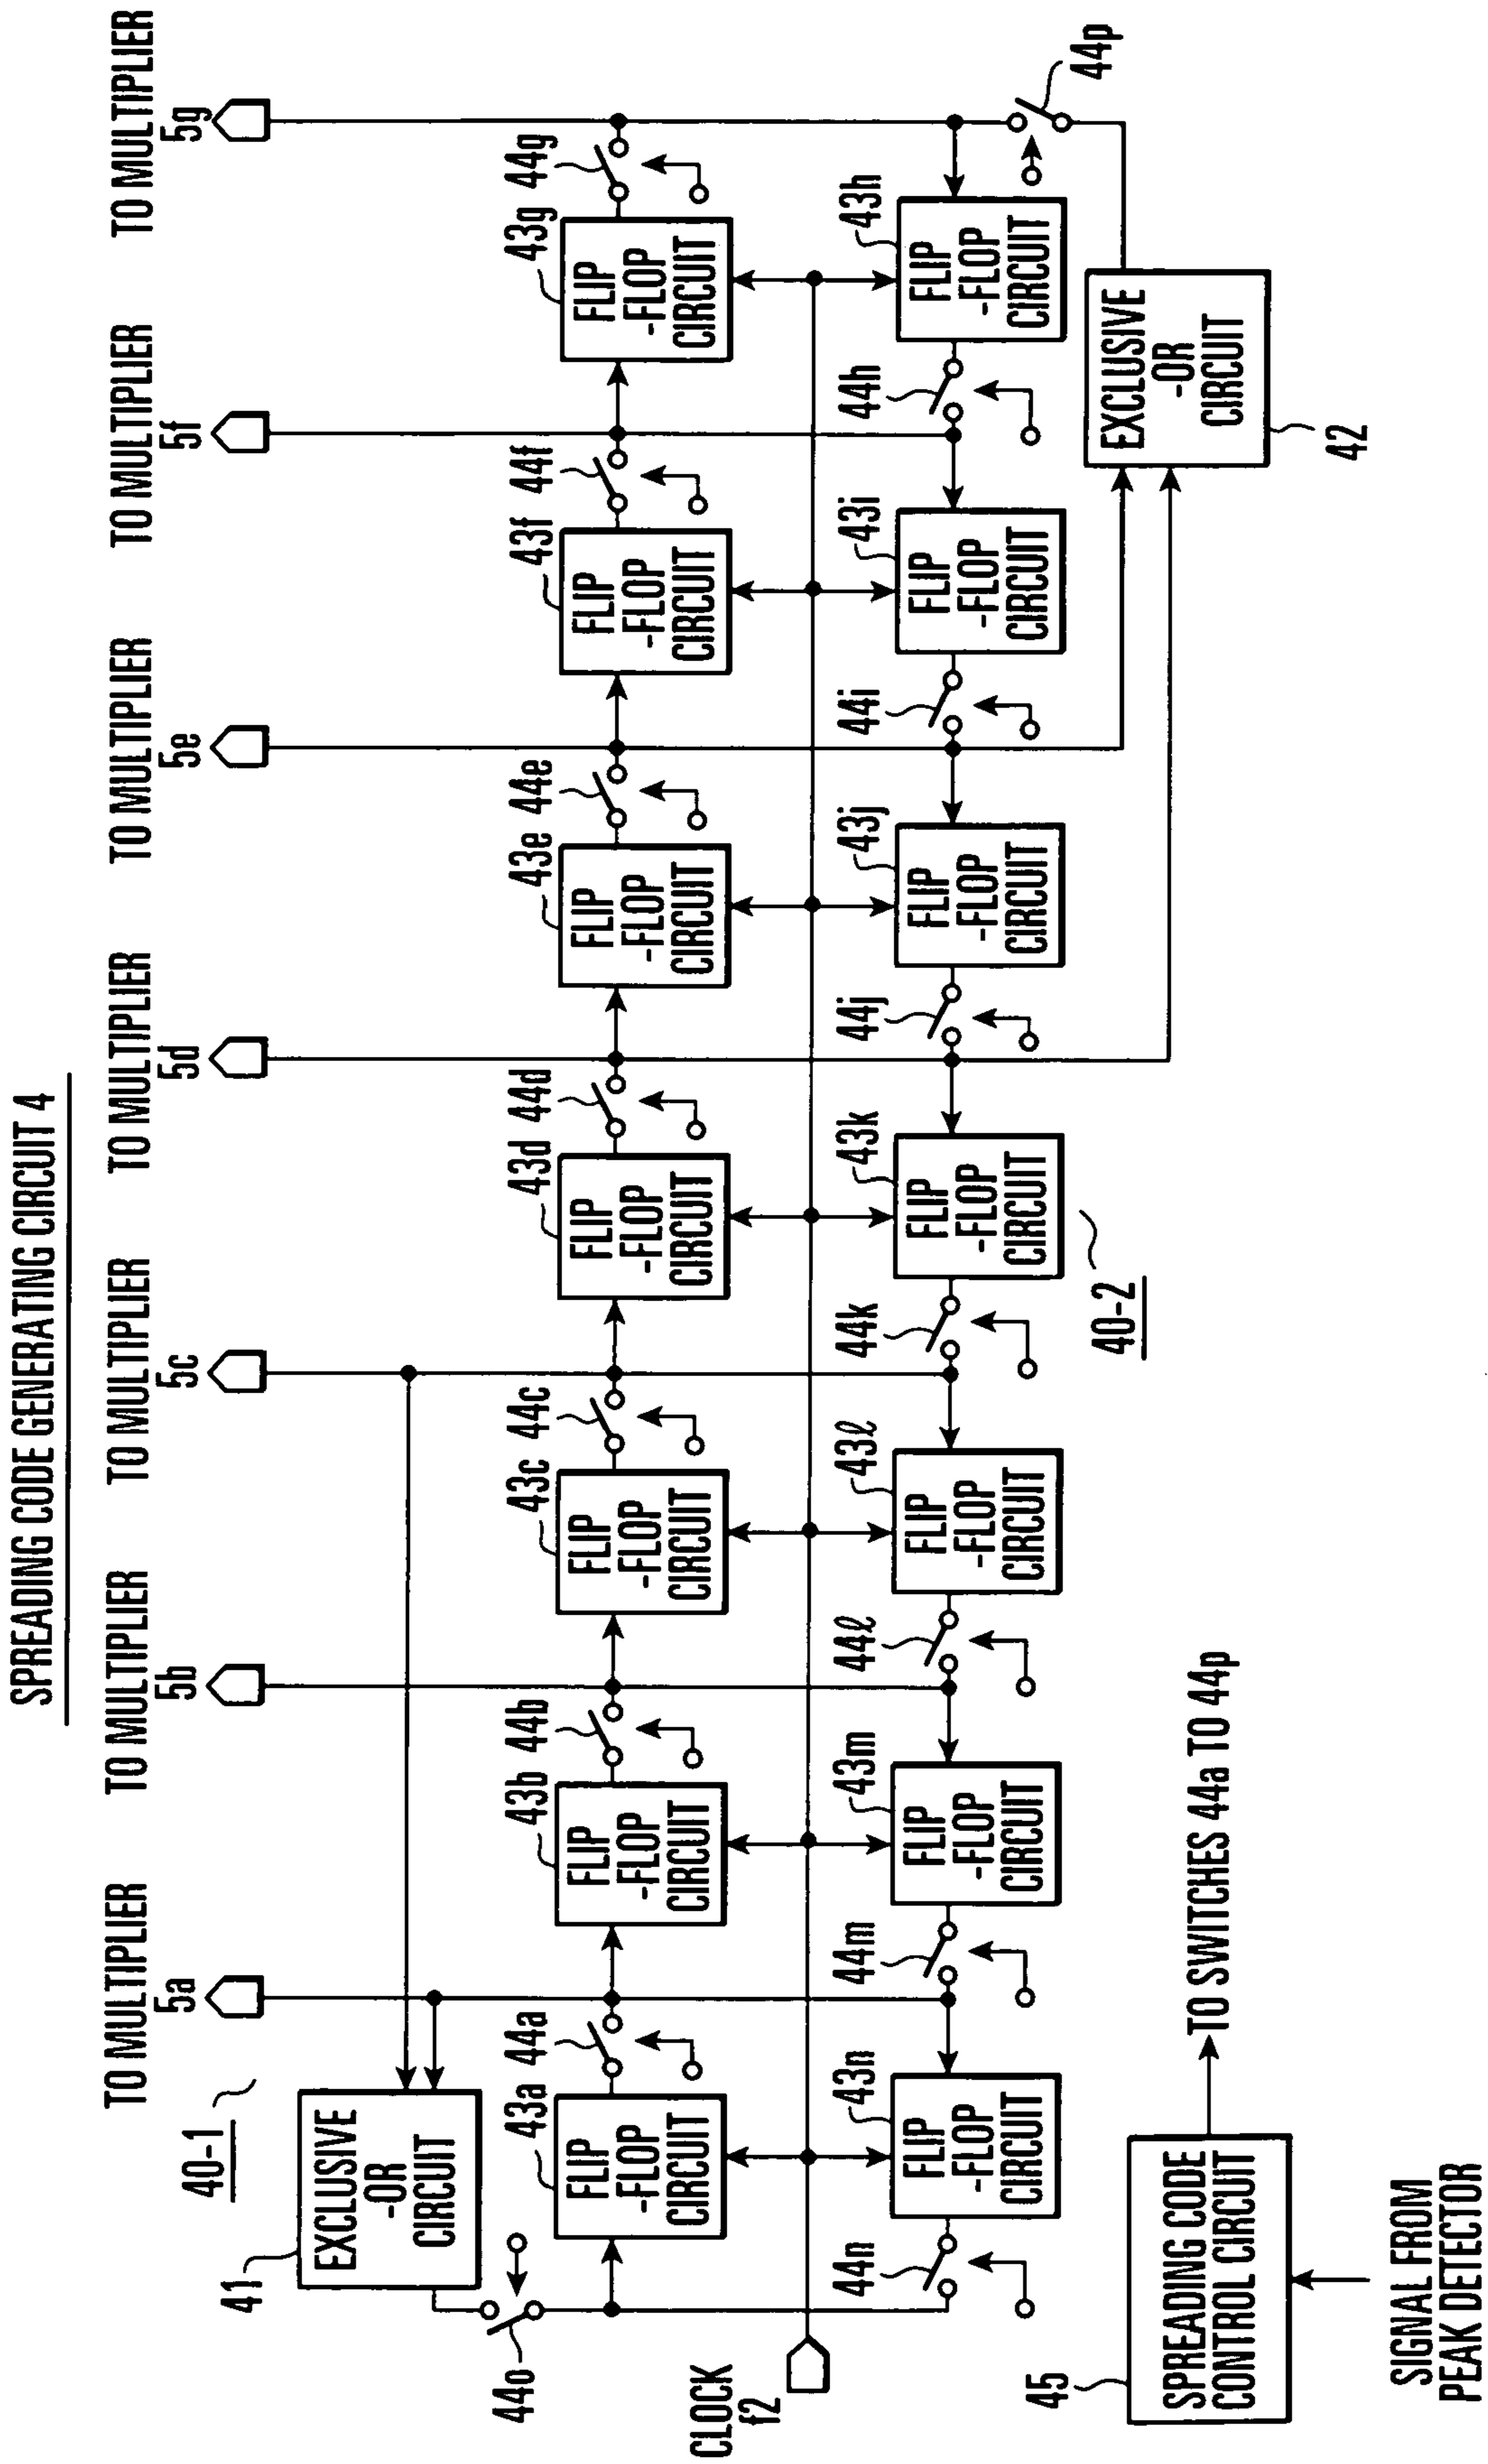 SPREADING CODE GENERATING CIRCUIT 4
TO MULTIPLIER
5a
TO MULTIPLIER
5b
TO MULTIPLIER
5c
TO MULTIPLIER
5d
TO MULTIPLIER
5e
TO MULTIPLIER
5f
TO MULTIPLIER
5g
40-1
41
EXCLUSIVE
-OR
CIRCUIT
44o
43a
FLIP
-FLOP
CIRCUIT
44a
43b
FLIP
-FLOP
CIRCUIT
44b
43c
FLIP
-FLOP
CIRCUIT
44c
43d
FLIP
-FLOP
CIRCUIT
44d
43e
FLIP
-FLOP
CIRCUIT
44e
43f
FLIP
-FLOP
CIRCUIT
44f
43g
FLIP
-FLOP
CIRCUIT
44g
CLOCK
f2
44n
43n
FLIP
-FLOP
CIRCUIT
44m
43m
FLIP
-FLOP
CIRCUIT
44ℓ
43ℓ
FLIP
-FLOP
CIRCUIT
44k
43k
FLIP
-FLOP
CIRCUIT
44j
43j
FLIP
-FLOP
CIRCUIT
44i
43i
FLIP
-FLOP
CIRCUIT
44h
43h
FLIP
-FLOP
CIRCUIT
44p
40-2
EXCLUSIVE
-OR
CIRCUIT
42
45
SPREADING CODE
CONTROL CIRCUIT
TO SWITCHES 44a TO 44p
SIGNAL FROM
PEAK DETECTOR